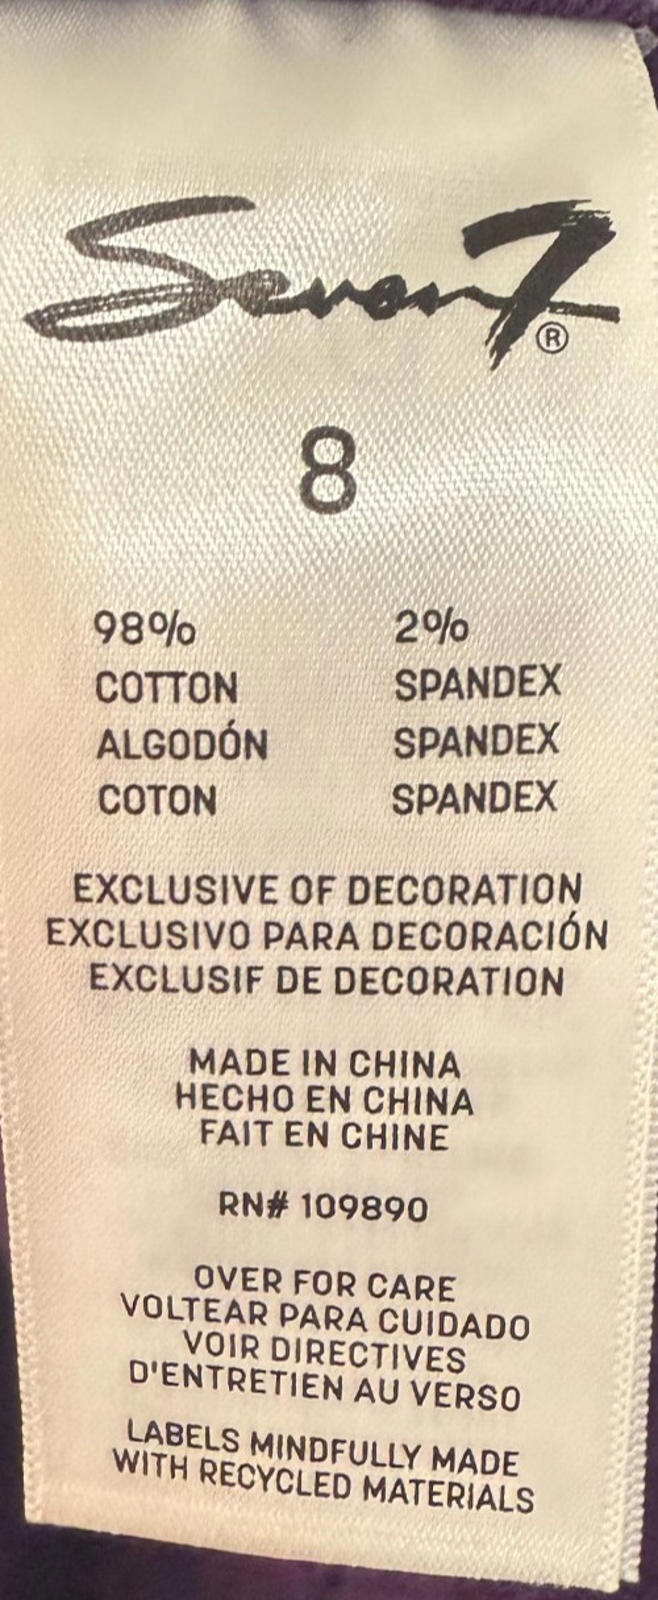 Seven7®
8
98% 2%
COTTON SPANDEX
ALGODÓN SPANDEX
COTON SPANDEX
EXCLUSIVE OF DECORATION
EXCLUSIVO PARA DECORACIÓN
EXCLUSIF DE DECORATION
MADE IN CHINA
HECHO EN CHINA
FAIT EN CHINE
RN# 109890
OVER FOR CARE
VOLTEAR PARA CUIDADO
VOIR DIRECTIVES
D'ENTRETIEN AU VERSO
LABELS MINDFULLY MADE
WITH RECYCLED MATERIALS